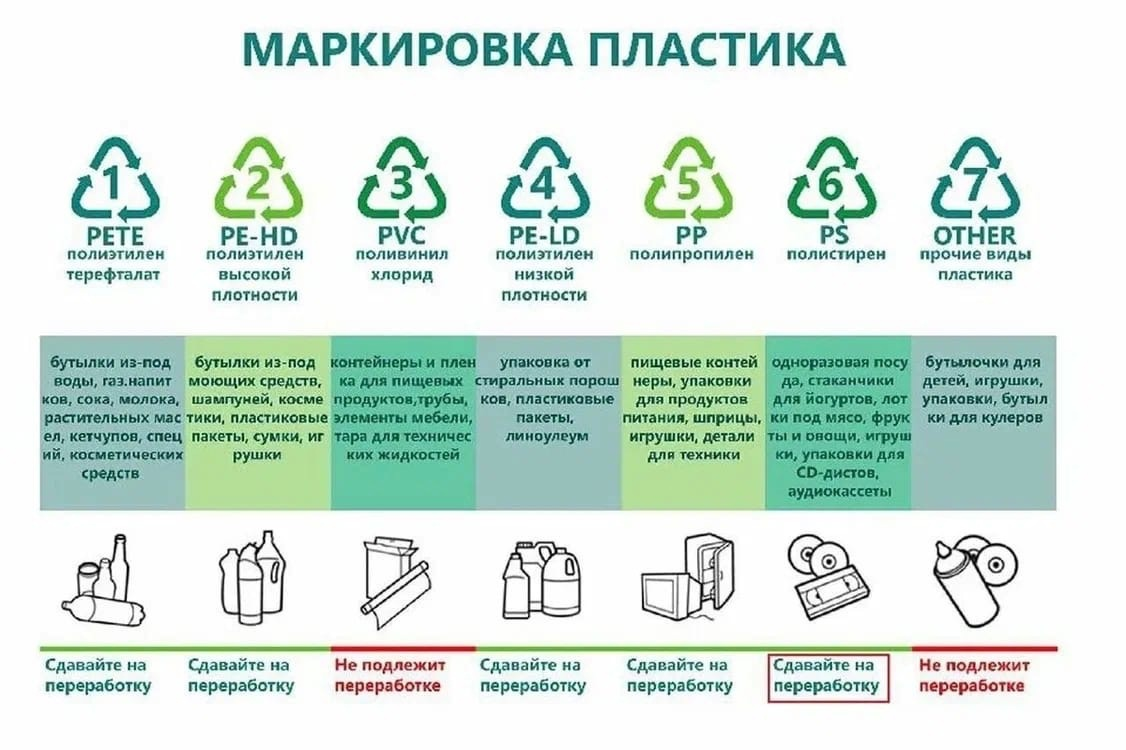 МАРКИРОВКА ПЛАСТИКА
1
PETE
полиэтилен
терефталат
2
PE-HD
полиэтилен
высокой
плотности
3
PVC
поливинил
хлорид
4
PE-LD
полиэтилен
низкой
плотности
5
PP
полипропилен
6
PS
полистирен
7
OTHER
прочие виды
пластика
бутылки из-под
воды, газ.напит
ков, сока, молока,
растительных мас
ел, кетчупов, спец
ий, косметических
средств
бутылки из-под
моющих средств,
шампуней, косме
тики, пластиковые
пакеты, сумки, иг
рушки
контейнеры и плен
ка для пищевых
продуктов,трубы,
элементы мебели,
тара для техничес
ких жидкостей
упаковка от
стиральных порош
ков, пластиковые
пакеты,
линоулеум
пищевые контей
неры, упаковки
для продуктов
питания, шприцы,
игрушки, детали
для техники
одноразовая посу
да, стаканчики
для йогуртов, лот
ки под мясо, фрук
ты и овощи, игруш
ки, упаковки для
CD-дистов,
аудиокассеты
бутылочки для
детей, игрушки,
упаковки, бутыл
ки для кулеров
Сдавайте на
переработку
Сдавайте на
переработку
Не подлежит
переработке
Сдавайте на
переработку
Сдавайте на
переработку
Сдавайте на
переработку
Не подлежит
переработке